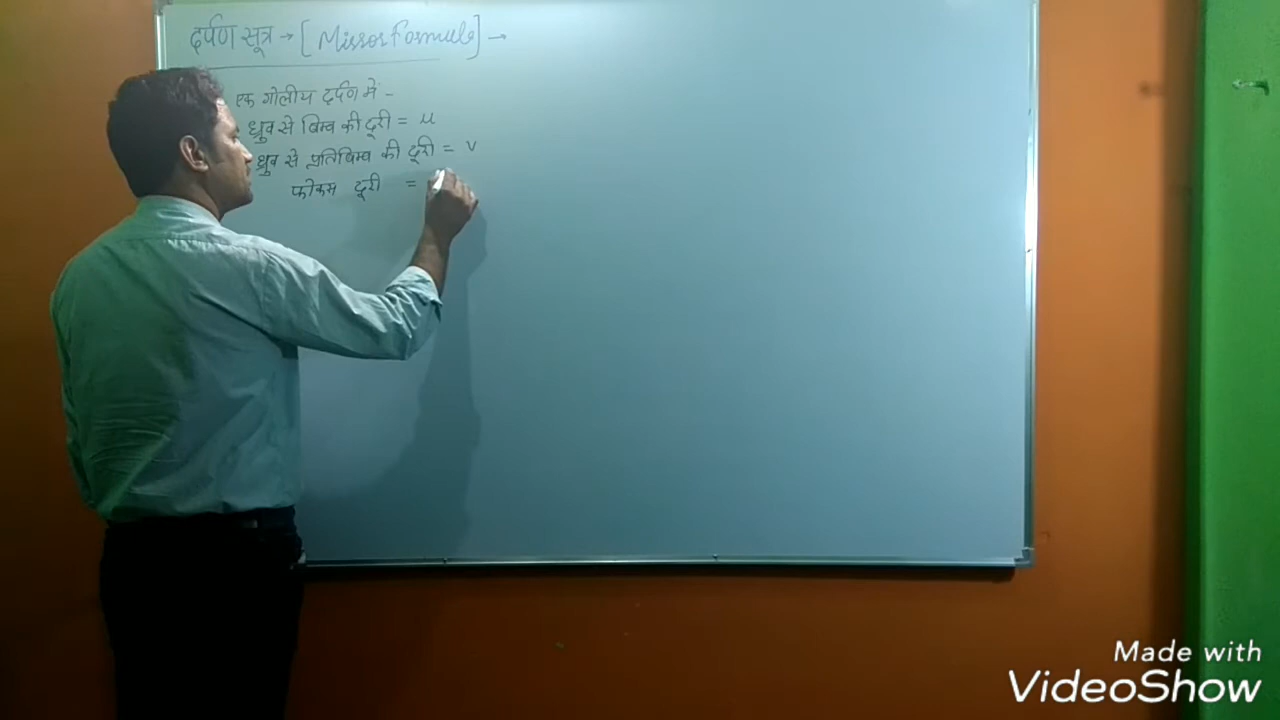 दर्पण सूत्र → [Mirror Formula] →
एक गोलीय दर्पण में -
ध्रुव से बिम्ब की दूरी = u
ध्रुव से प्रतिबिम्ब की दूरी = v
फोकस दूरी =
Made with
VideoShow